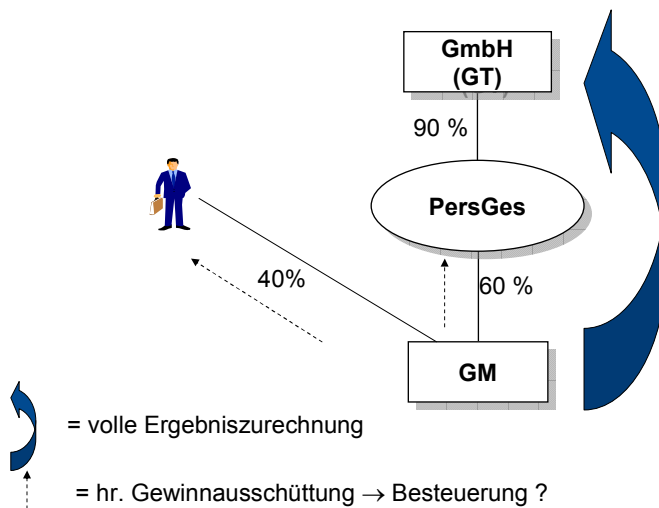 GmbH
(GT)
90 %
PersGes
40%
60 %
GM
= volle Ergebniszurechnung
= hr. Gewinnausschüttung → Besteuerung ?